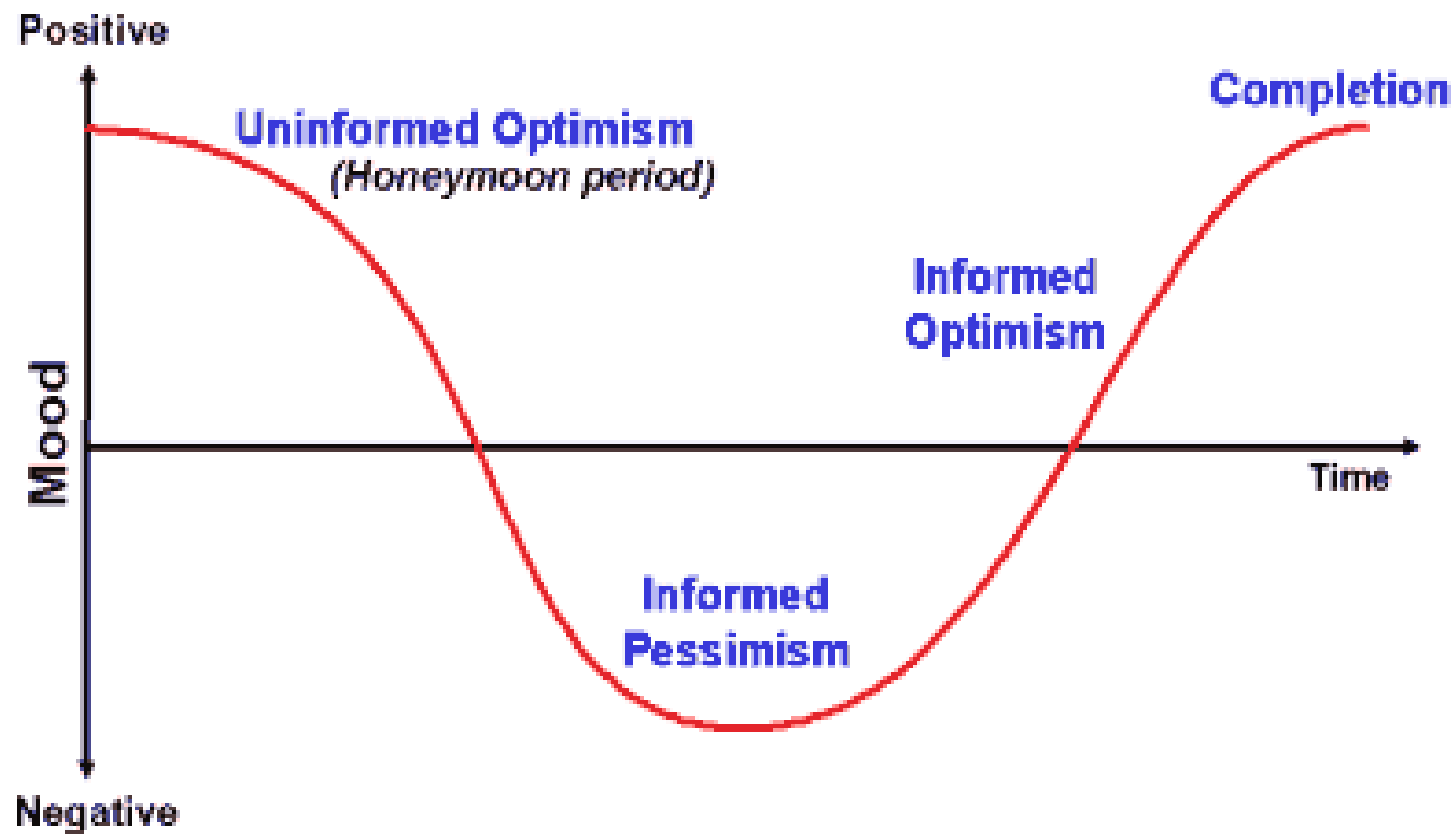 Positive
Completion
Uninformed Optimism
(Honeymoon period)
Informed
Optimism
Mood
Time
Informed
Pessimism
Negative